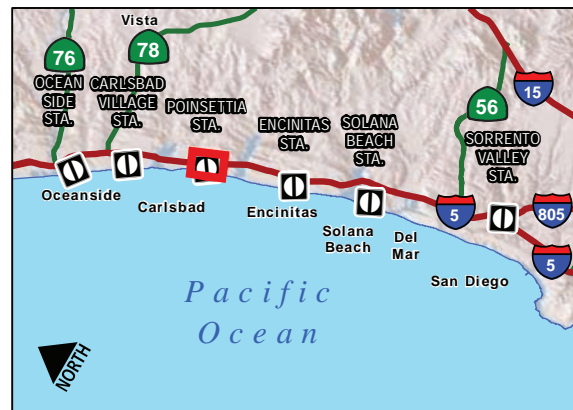 Vista
76
78
15
OCEAN
SIDE
STA.
CARLSBAD
VILLAGE
STA.
POINSETTIA
STA.
ENCINITAS
STA.
SOLANA
BEACH
STA.
56
SORRENTO
VALLEY
STA.
Oceanside
Carlsbad
Encinitas
Solana
Beach
Del
Mar
5
805
5
San Diego
Pacific
Ocean
NORTH